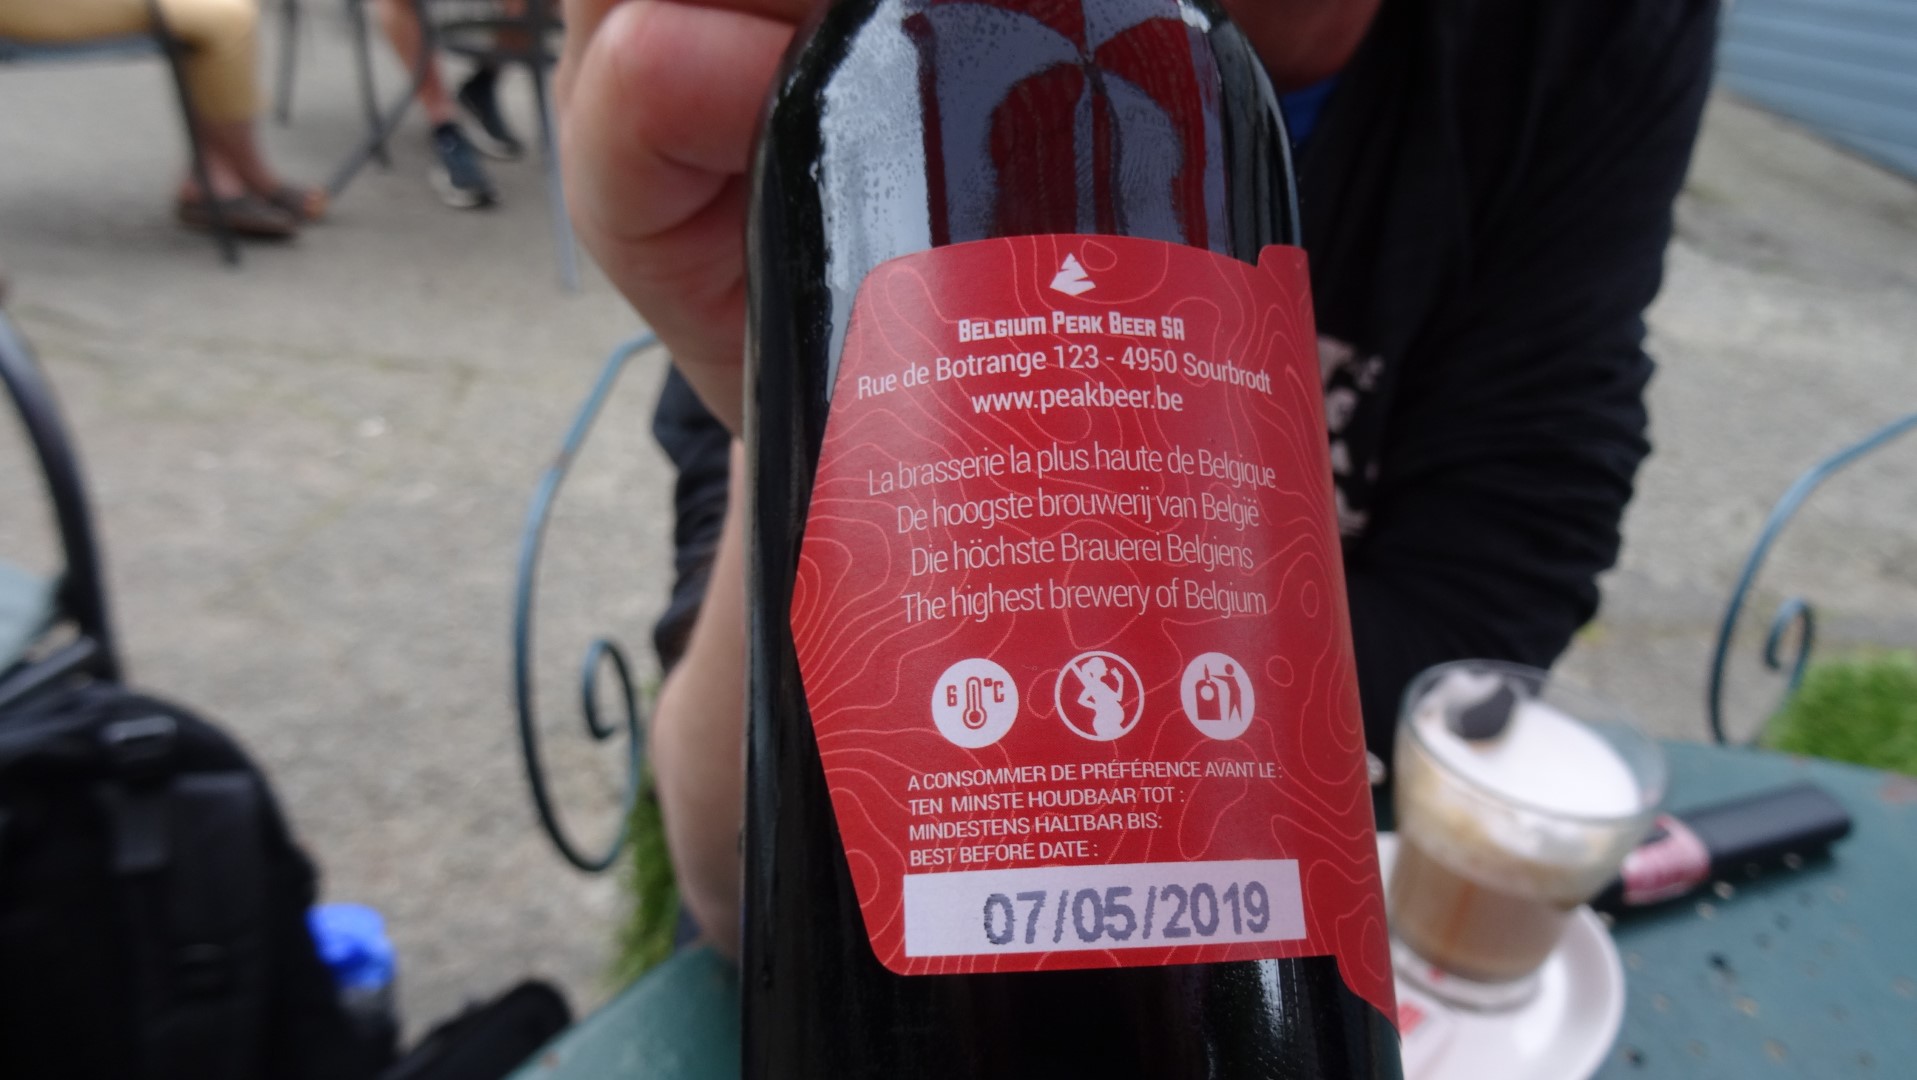 BELGIUM PEAK BEER SA
Rue de Botrange 123 - 4950 Sourbrodt
www.peakbeer.be
La brasserie la plus haute de Belgique
De hoogste brouwerij van België
Die höchste Brauerei Belgiens
The highest brewery of Belgium
6 °C
A CONSOMMER DE PRÉFÉRENCE AVANT LE :
TEN MINSTE HOUDBAAR TOT :
MINDESTENS HALTBAR BIS:
BEST BEFORE DATE :
07/05/2019